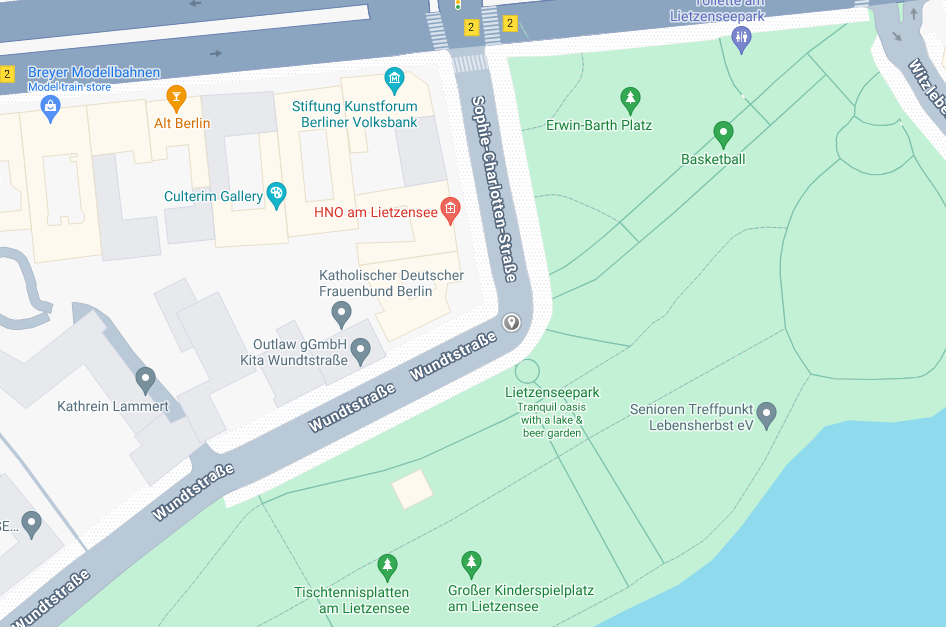 Toilette am
Lietzenseepark
2
2
2
Breyer Modellbahnen
Model train store
Alt Berlin
Stiftung Kunstforum
Berliner Volksbank
Erwin-Barth Platz
Basketball
Sophie-Charlotten-Straße
Culterim Gallery
HNO am Lietzensee
Katholischer Deutscher
Frauenbund Berlin
Outlaw gGmbH
Kita Wundtstraße
Wundtstraße
Wundtstraße
Kathrein Lammert
Lietzenseepark
Tranquil oasis
with a lake &
beer garden
Senioren Treffpunkt
Lebensherbst eV
Wundtstraße
Tischtennisplatten
am Lietzensee
Großer Kinderspielplatz
am Lietzensee
Wundtstraße